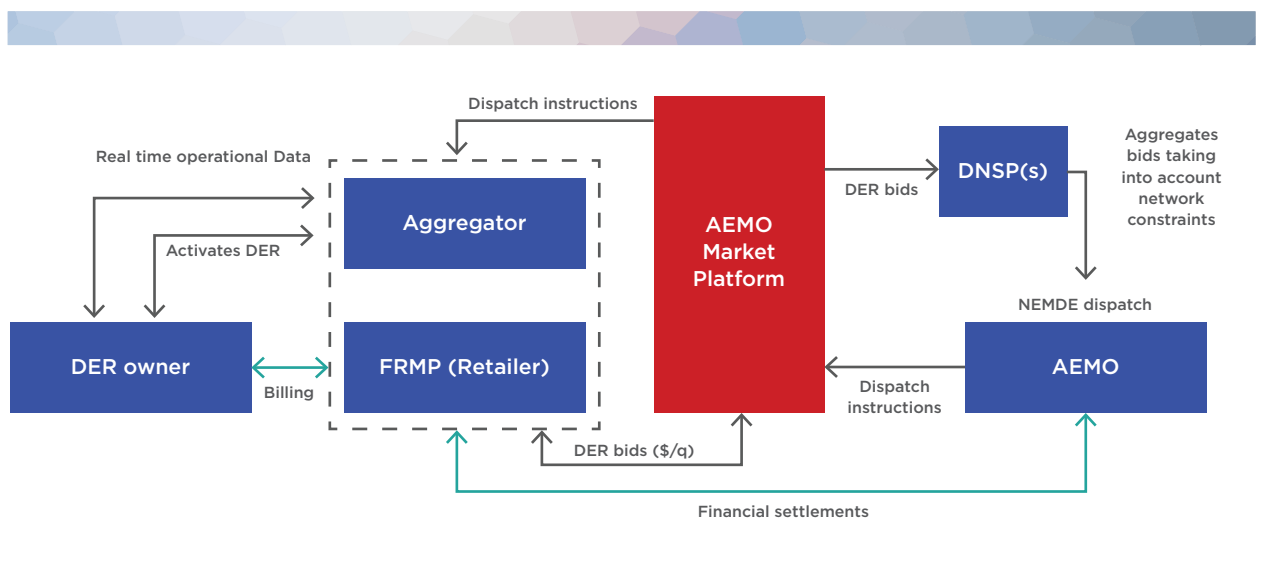 Dispatch instructions
Real time operational Data
Aggregator
Activates DER
DER owner
Billing
FRMP (Retailer)
DER bids ($/q)
AEMO
Market
Platform
DER bids
DNSP(s)
Aggregates
bids taking
into account
network
constraints
NEMDE dispatch
AEMO
Dispatch
instructions
Financial settlements